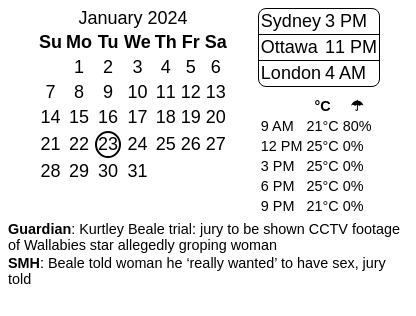 January 2024
Su Mo Tu We Th Fr Sa
1 2 3 4 5 6
7 8 9 10 11 12 13
14 15 16 17 18 19 20
21 22 23 24 25 26 27
28 29 30 31
Sydney 3 PM
Ottawa 11 PM
London 4 AM
°C ☂
9 AM 21°C 80%
12 PM 25°C 0%
3 PM 25°C 0%
6 PM 25°C 0%
9 PM 21°C 0%
Guardian: Kurtley Beale trial: jury to be shown CCTV footage
of Wallabies star allegedly groping woman
SMH: Beale told woman he ‘really wanted’ to have sex, jury
told